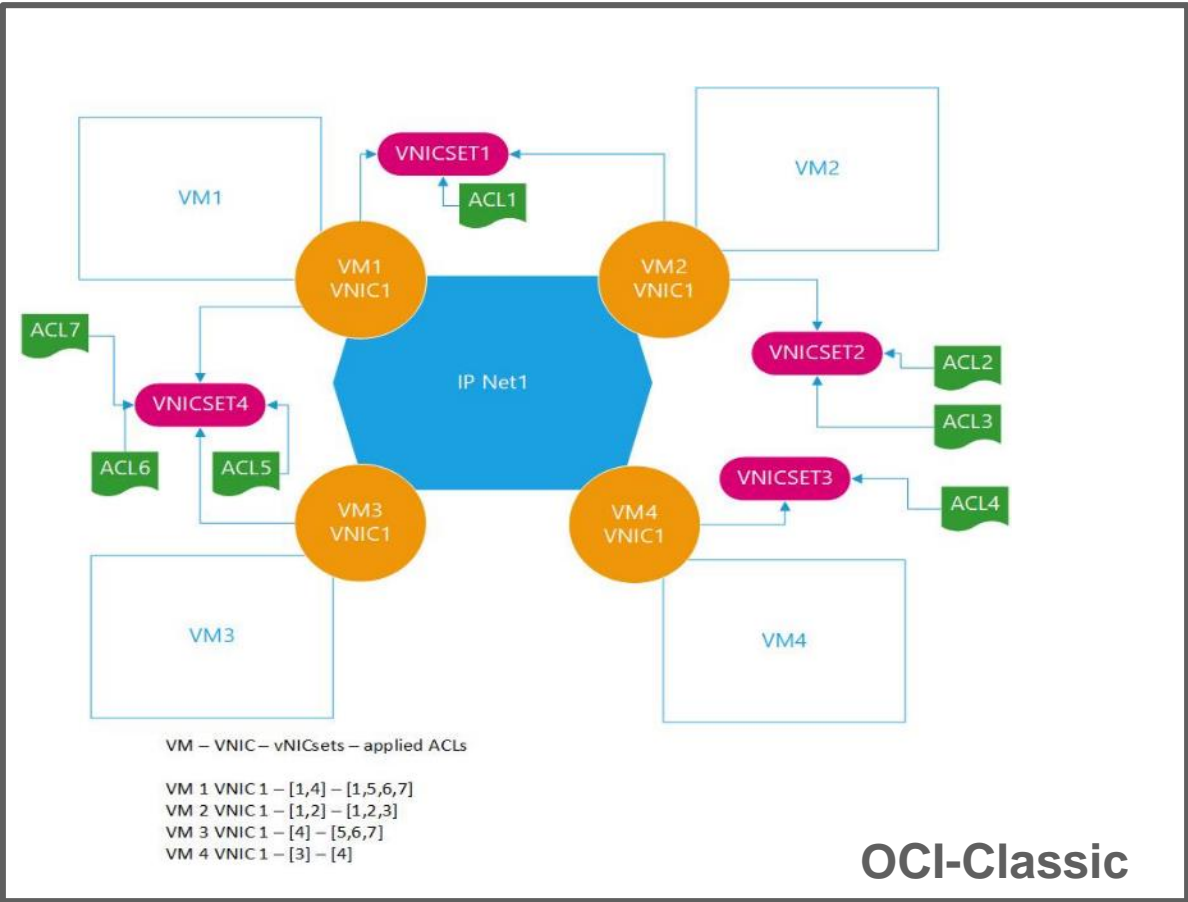 VNICSET1
ACL1
VM1
VM2
VM1
VNIC1
VM2
VNIC1
ACL7
VNICSET2
ACL2
IP Net1
VNICSET4
ACL3
ACL6
ACL5
VNICSET3
ACL4
VM3
VNIC1
VM4
VNIC1
VM3
VM4
VM – VNIC – vNICsets – applied ACLs
VM 1 VNIC 1 – [1,4] – [1,5,6,7]
VM 2 VNIC 1 – [1,2] – [1,2,3]
VM 3 VNIC 1 – [4] – [5,6,7]
VM 4 VNIC 1 – [3] – [4]
OCI-Classic